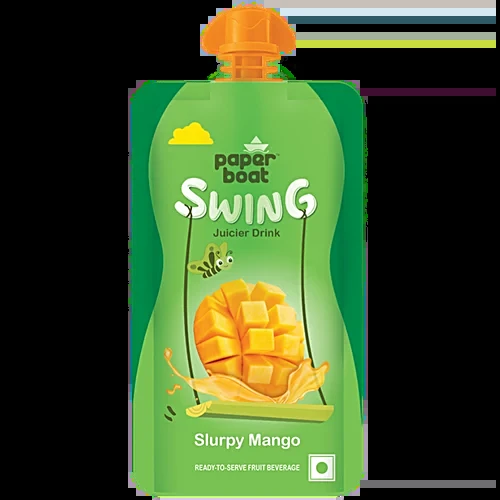 paper
boat
SWING
Juicier Drink
Slurpy Mango
READY-TO-SERVE FRUIT BEVERAGE